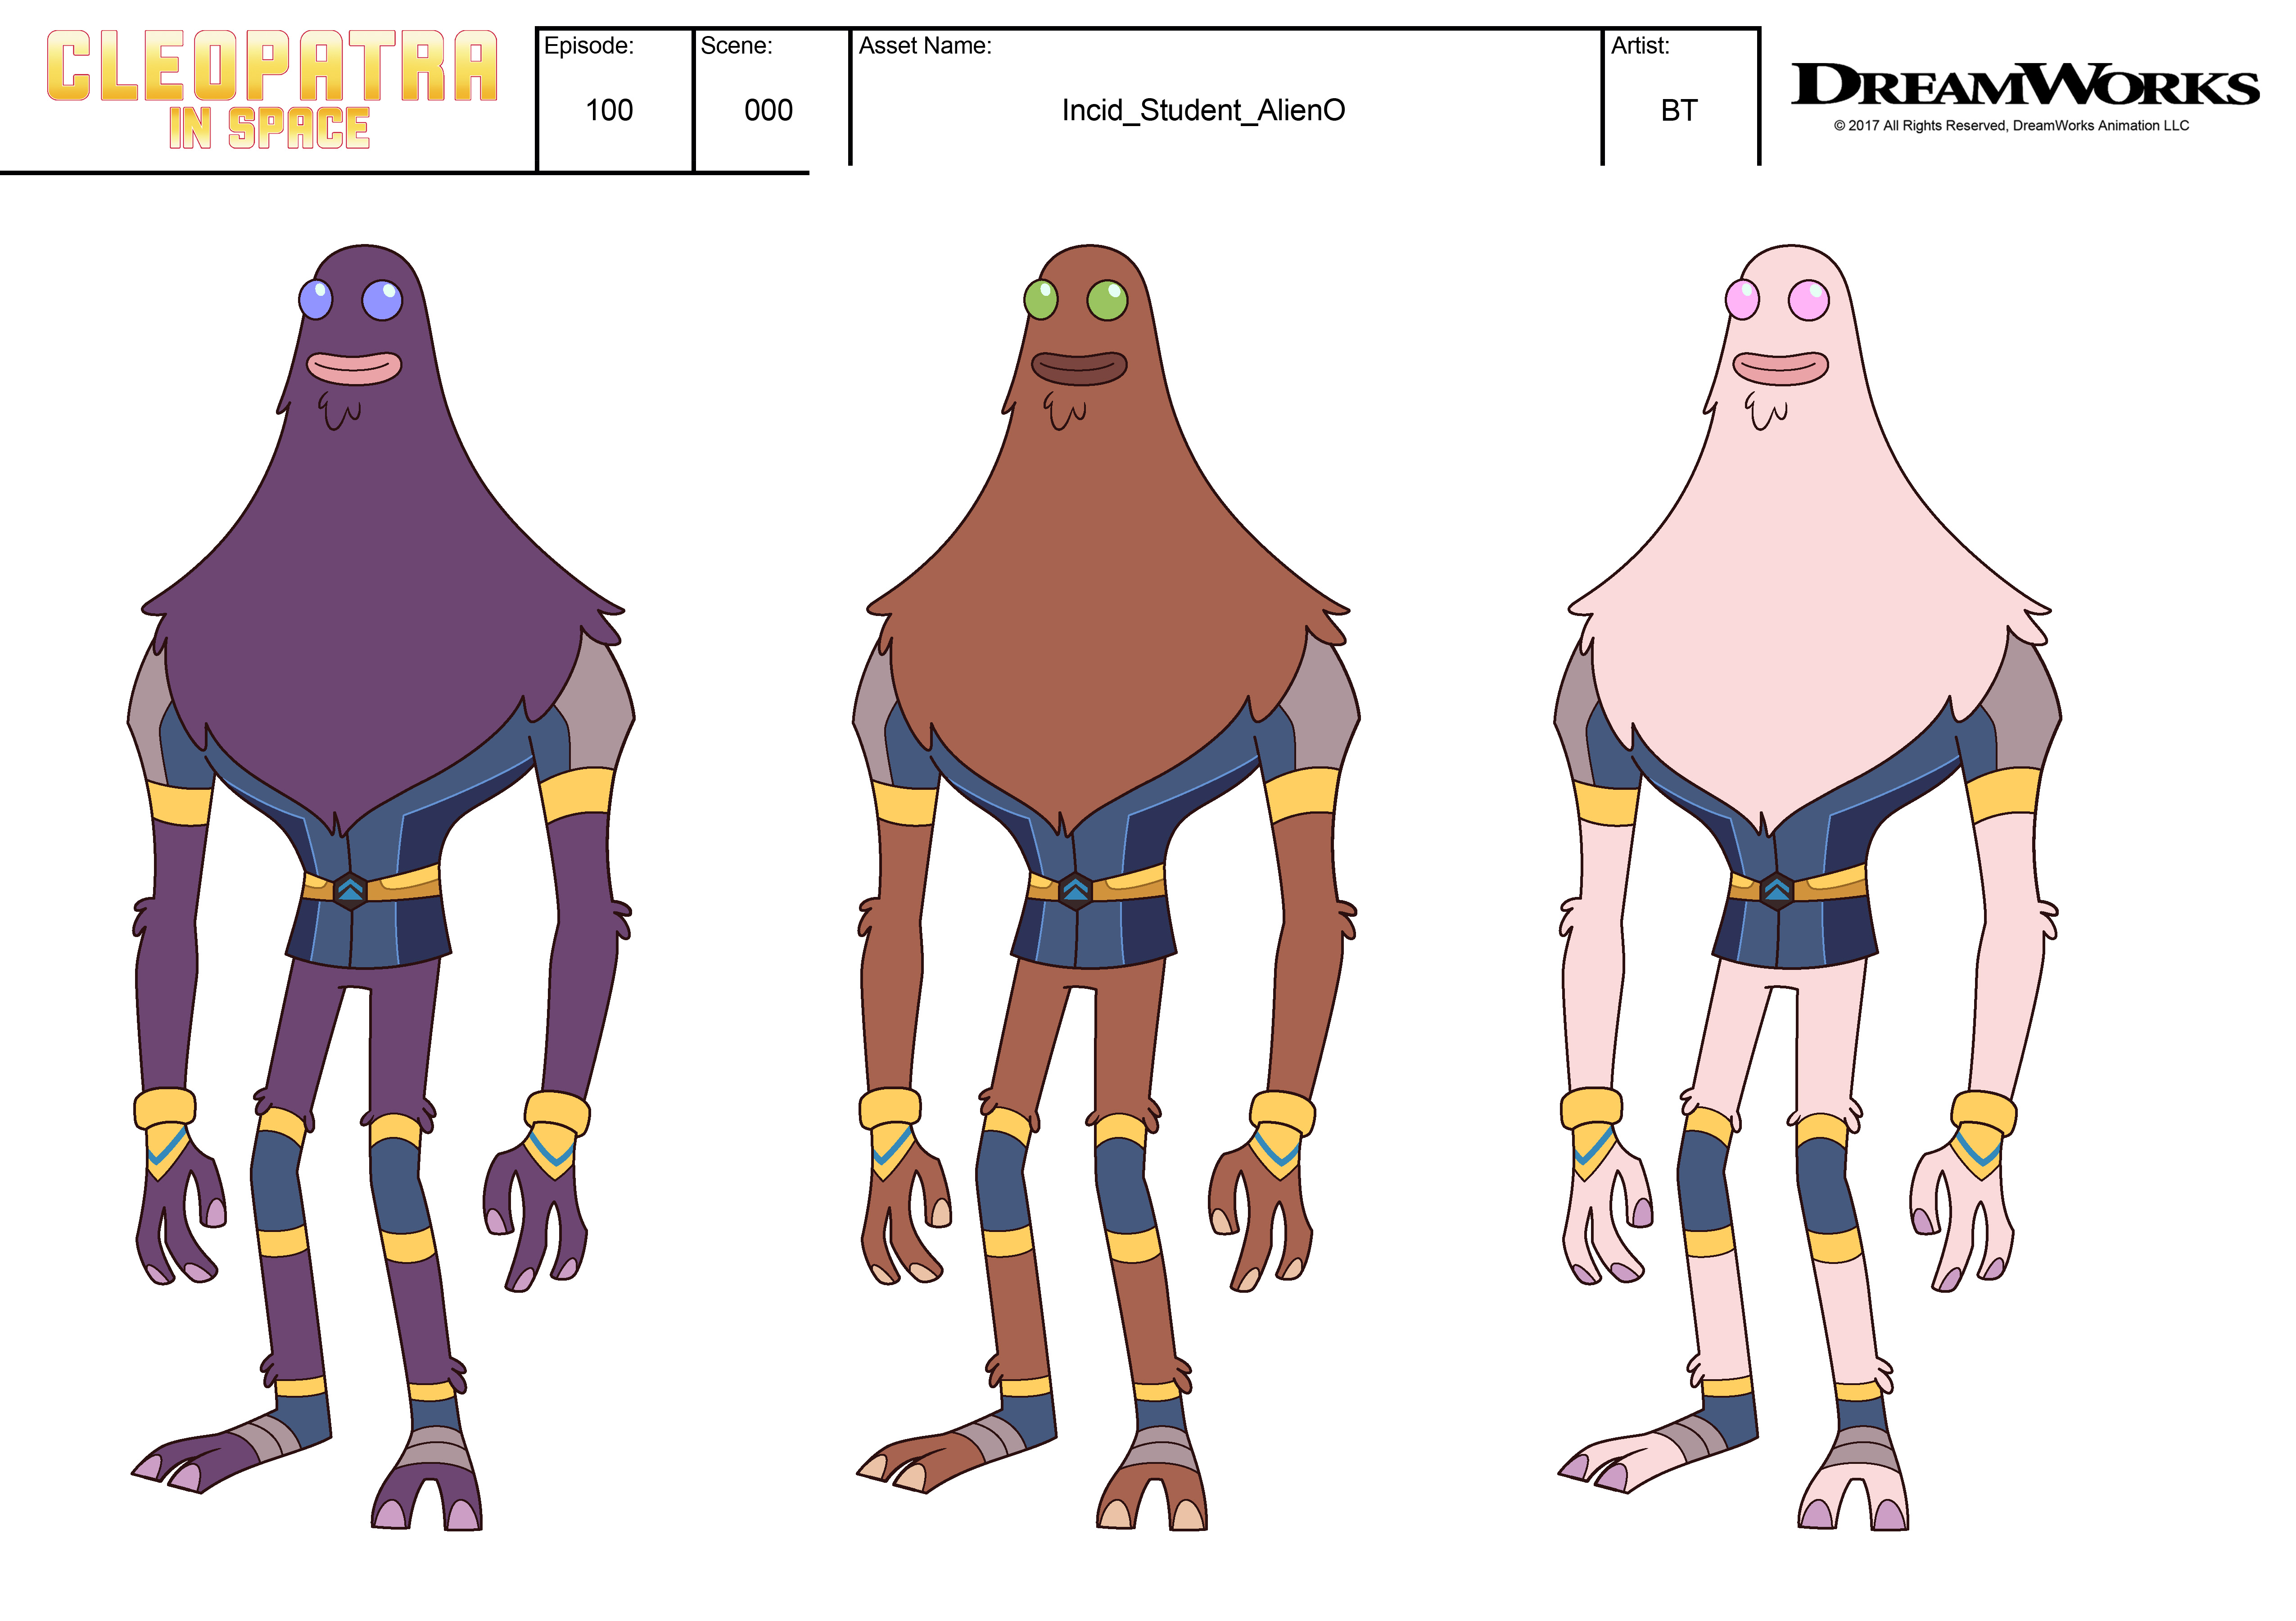 CLEOPATRA
IN SPACE
Episode:
100
Scene:
000
Asset Name:
Incid_Student_AlienO
Artist:
BT
DREAMWORKS
© 2017 All Rights Reserved, DreamWorks Animation LLC